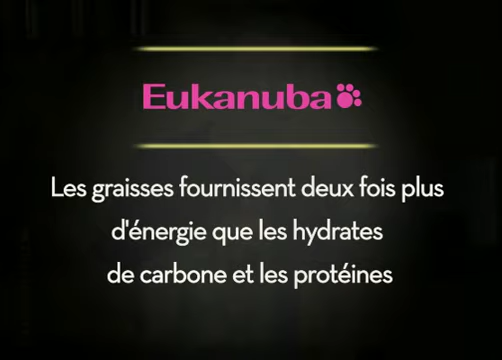 Eukanuba
Les graisses fournissent deux fois plus
d'énergie que les hydrates
de carbone et les protéines